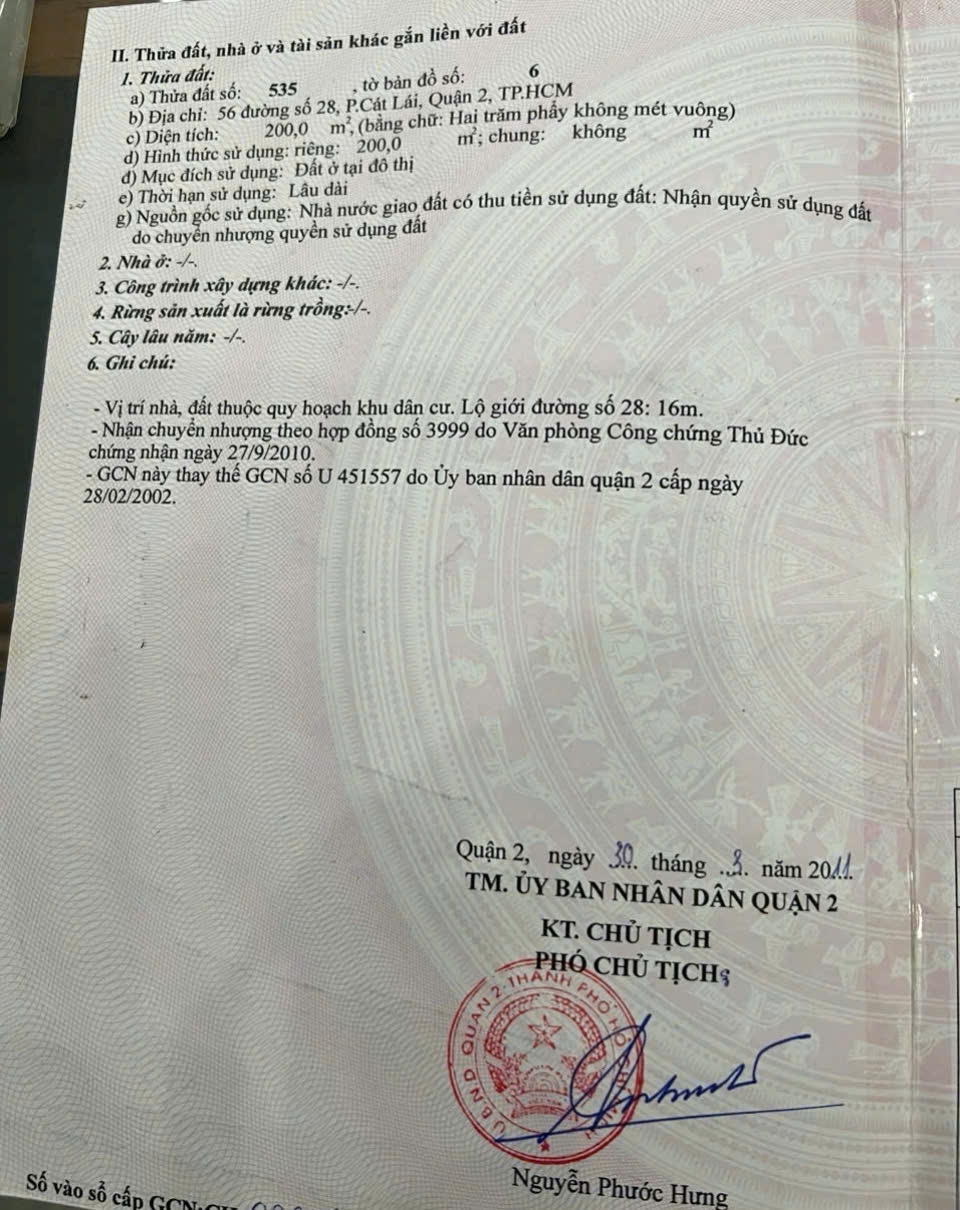 II. Thửa đất, nhà ở và tài sản khác gắn liền với đất
1. Thửa đất:
a) Thửa đất số: 535 , tờ bản đồ số: 6
b) Địa chỉ: 56 đường số 28, P.Cát Lái, Quận 2, TP.HCM
c) Diện tích: 200,0 m², (bằng chữ: Hai trăm phẩy không mét vuông)
d) Hình thức sử dụng: riêng: 200,0 m²; chung: không m²
đ) Mục đích sử dụng: Đất ở tại đô thị
e) Thời hạn sử dụng: Lâu dài
g) Nguồn gốc sử dụng: Nhà nước giao đất có thu tiền sử dụng đất: Nhận quyền sử dụng đất
do chuyển nhượng quyền sử dụng đất
2. Nhà ở: -/-.
3. Công trình xây dựng khác: -/-.
4. Rừng sản xuất là rừng trồng:-/-.
5. Cây lâu năm: -/-.
6. Ghi chú:
- Vị trí nhà, đất thuộc quy hoạch khu dân cư. Lộ giới đường số 28: 16m.
- Nhận chuyển nhượng theo hợp đồng số 3999 do Văn phòng Công chứng Thủ Đức
chứng nhận ngày 27/9/2010.
- GCN này thay thế GCN số U 451557 do Ủy ban nhân dân quận 2 cấp ngày
28/02/2002.
Quận 2, ngày 30 tháng 8 năm 2011.
TM. ỦY BAN NHÂN DÂN QUẬN 2
KT. CHỦ TỊCH
PHÓ CHỦ TỊCH
U.B.N.D QUẬN 2 THÀNH PHỐ HỒ CHÍ MINH
Nguyễn Phước Hưng
Số vào sổ cấp GCN: